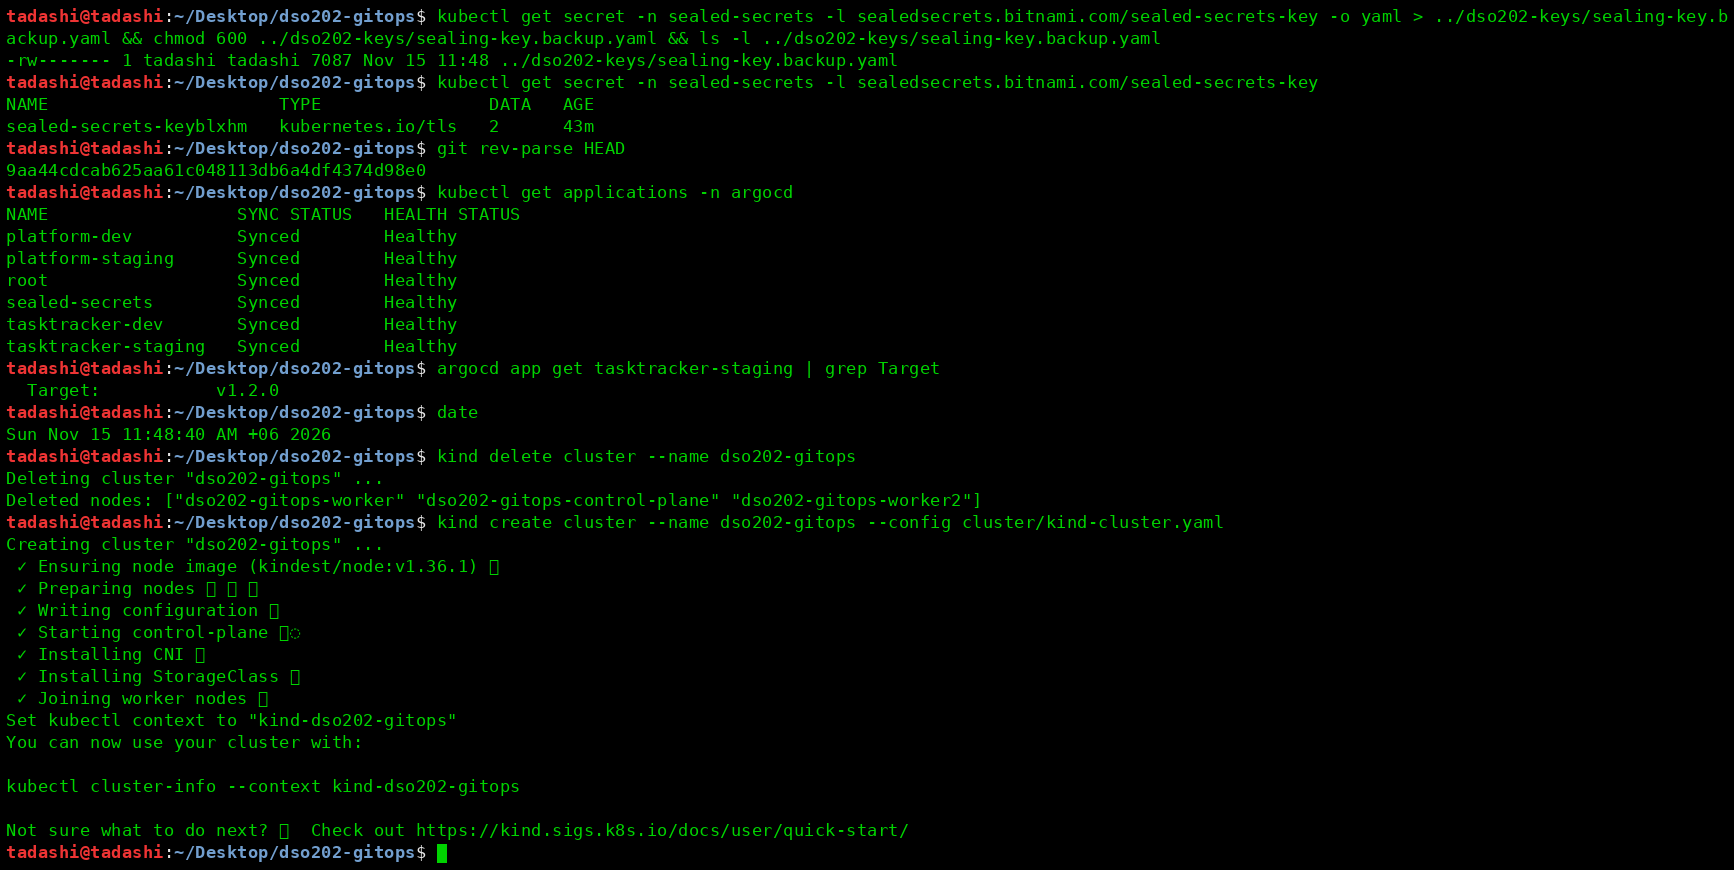 tadashi@tadashi:~/Desktop/dso202-gitops$ kubectl get secret -n sealed-secrets -l sealedsecrets.bitnami.com/sealed-secrets-key -o yaml > ../dso202-keys/sealing-key.b
ackup.yaml && chmod 600 ../dso202-keys/sealing-key.backup.yaml && ls -l ../dso202-keys/sealing-key.backup.yaml
-rw------- 1 tadashi tadashi 7087 Nov 15 11:48 ../dso202-keys/sealing-key.backup.yaml
tadashi@tadashi:~/Desktop/dso202-gitops$ kubectl get secret -n sealed-secrets -l sealedsecrets.bitnami.com/sealed-secrets-key
NAME                      TYPE                DATA   AGE
sealed-secrets-keyblxhm   kubernetes.io/tls   2      43m
tadashi@tadashi:~/Desktop/dso202-gitops$ git rev-parse HEAD
9aa44cdcab625aa61c048113db6a4df4374d98e0
tadashi@tadashi:~/Desktop/dso202-gitops$ kubectl get applications -n argocd
NAME                  SYNC STATUS   HEALTH STATUS
platform-dev          Synced        Healthy
platform-staging      Synced        Healthy
root                  Synced        Healthy
sealed-secrets        Synced        Healthy
tasktracker-dev       Synced        Healthy
tasktracker-staging   Synced        Healthy
tadashi@tadashi:~/Desktop/dso202-gitops$ argocd app get tasktracker-staging | grep Target
  Target:           v1.2.0
tadashi@tadashi:~/Desktop/dso202-gitops$ date
Sun Nov 15 11:48:40 AM +06 2026
tadashi@tadashi:~/Desktop/dso202-gitops$ kind delete cluster --name dso202-gitops
Deleting cluster "dso202-gitops" ...
Deleted nodes: ["dso202-gitops-worker" "dso202-gitops-control-plane" "dso202-gitops-worker2"]
tadashi@tadashi:~/Desktop/dso202-gitops$ kind create cluster --name dso202-gitops --config cluster/kind-cluster.yaml
Creating cluster "dso202-gitops" ...
 ✓ Ensuring node image (kindest/node:v1.36.1)
 ✓ Preparing nodes
 ✓ Writing configuration
 ✓ Starting control-plane
 ✓ Installing CNI
 ✓ Installing StorageClass
 ✓ Joining worker nodes
Set kubectl context to "kind-dso202-gitops"
You can now use your cluster with:
kubectl cluster-info --context kind-dso202-gitops
Not sure what to do next?   Check out https://kind.sigs.k8s.io/docs/user/quick-start/
tadashi@tadashi:~/Desktop/dso202-gitops$